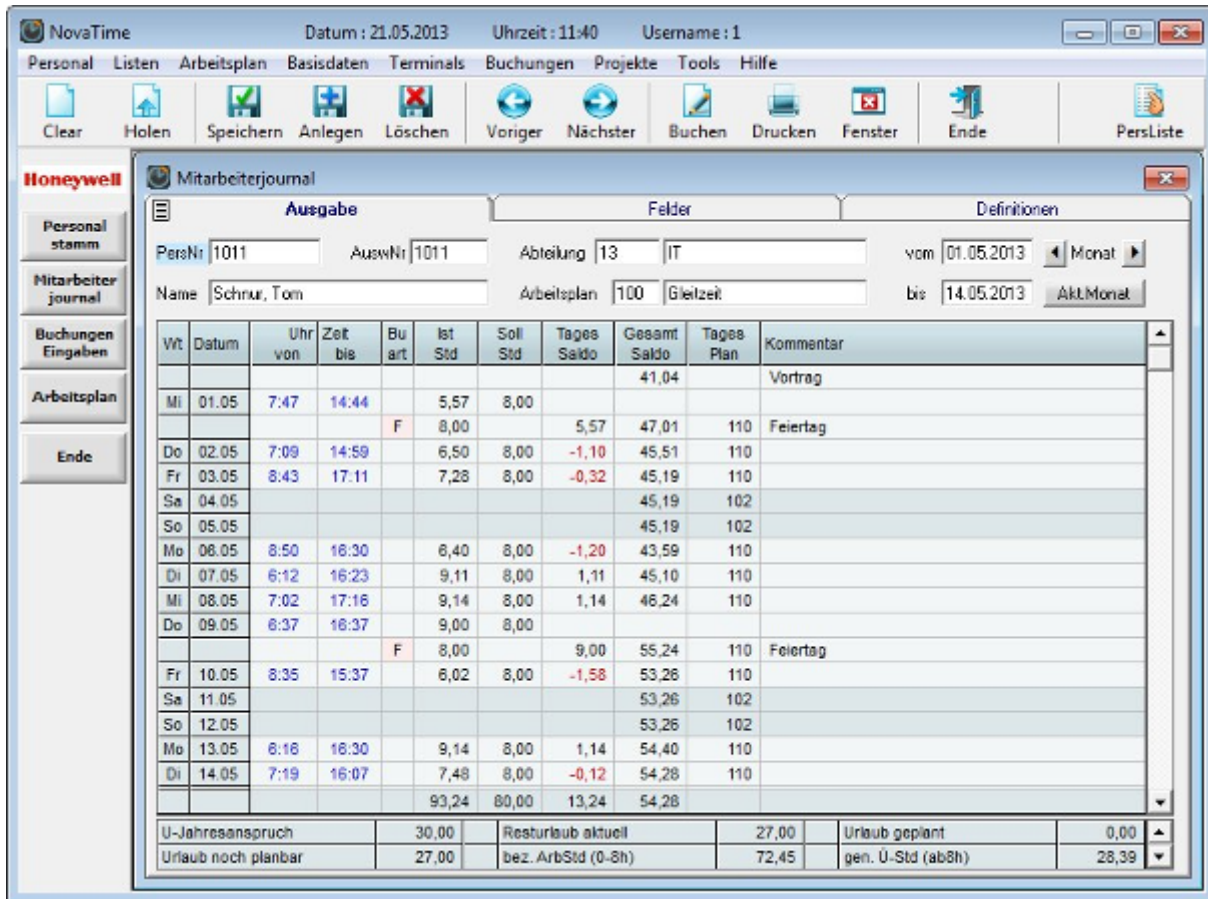 NovaTime Datum : 21.05.2013 Uhrzeit : 11:40 Username : 1
Personal Listen Arbeitsplan Basisdaten Terminals Buchungen Projekte Tools Hilfe
Clear Holen Speichern Anlegen Löschen Voriger Nächster Buchen Drucken Fenster Ende PersListe
Honeywell
Personal
stamm
Mitarbeiter
journal
Buchungen
Eingaben
Arbeitsplan
Ende
Mitarbeiterjournal
Ausgabe Felder Definitionen
PersNr 1011 AuswNr 1011 Abteilung 13 IT vom 01.05.2013 Monat
Name Schnur, Tom Arbeitsplan 100 Gleitzeit bis 14.05.2013 Akt.Monat
Wt Datum Uhr Zeit Bu Ist Soll Tages Gesamt Tages Kommentar
von bis art Std Std Saldo Saldo Plan
41,04 Vortrag
Mi 01.05 7:47 14:44 5,57 8,00
F 8,00 5,57 47,01 110 Feiertag
Do 02.05 7:09 14:59 6,50 8,00 -1,10 45,51 110
Fr 03.05 8:43 17:11 7,28 8,00 -0,32 45,19 110
Sa 04.05 45,19 102
So 05.05 45,19 102
Mo 06.05 8:50 16:30 6,40 8,00 -1,20 43,59 110
Di 07.05 6:12 16:23 9,11 8,00 1,11 45,10 110
Mi 08.05 7:02 17:16 9,14 8,00 1,14 46,24 110
Do 09.05 6:37 16:37 9,00 8,00
F 8,00 9,00 55,24 110 Feiertag
Fr 10.05 8:35 15:37 6,02 8,00 -1,58 53,26 110
Sa 11.05 53,26 102
So 12.05 53,26 102
Mo 13.05 6:16 16:30 9,14 8,00 1,14 54,40 110
Di 14.05 7:19 16:07 7,48 8,00 -0,12 54,28 110
93,24 80,00 13,24 54,28
U-Jahresanspruch 30,00 Resturlaub aktuell 27,00 Urlaub geplant 0,00
Urlaub noch planbar 27,00 bez. ArbStd (0-8h) 72,45 gen. Ü-Std (ab8h) 28,39